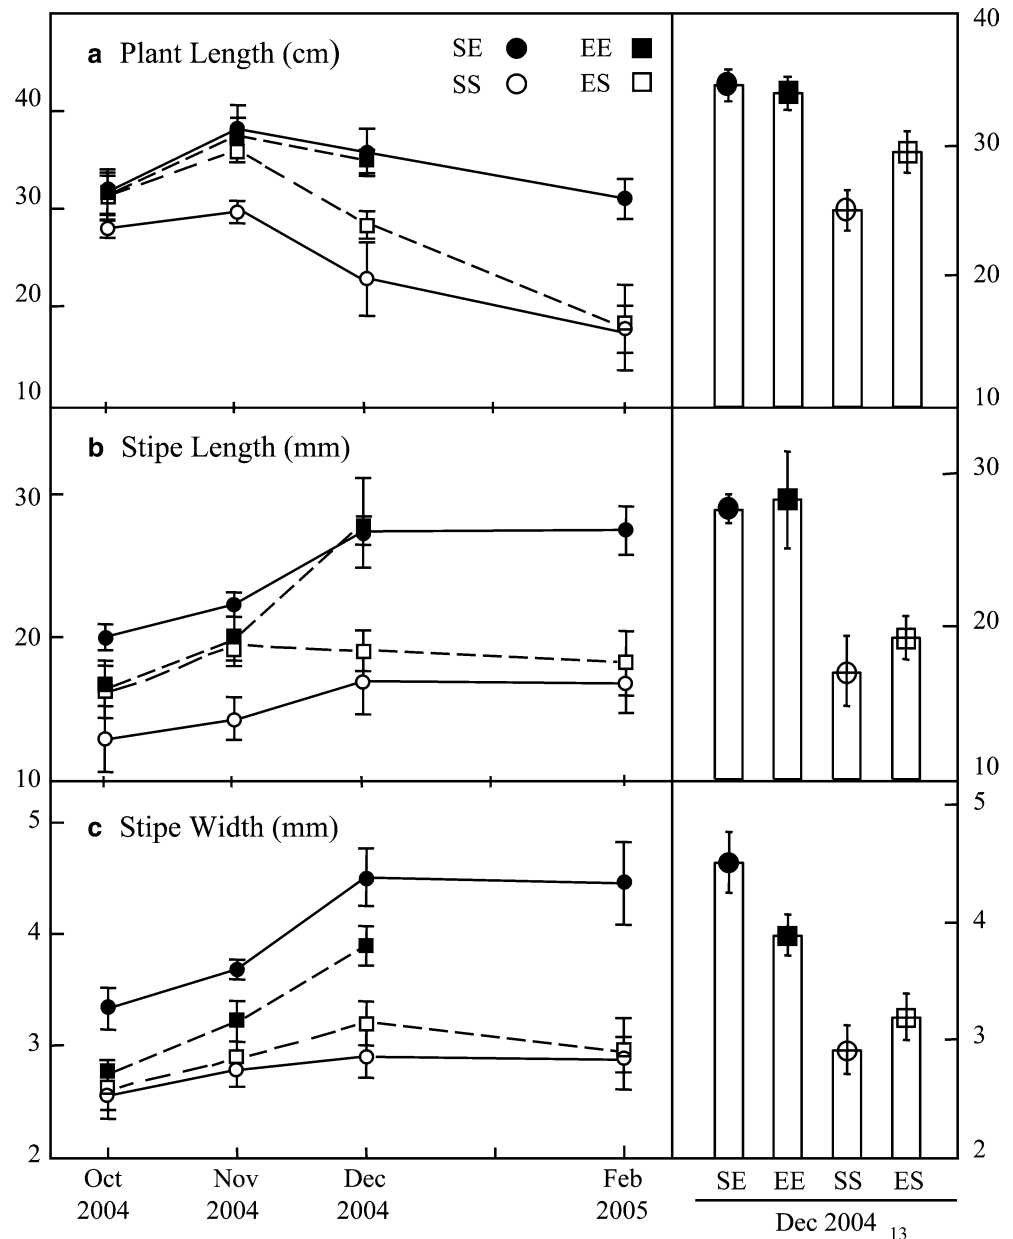 a Plant Length (cm)
SE EE
SS ES
40
30
20
10
40
30
20
10
b Stipe Length (mm)
30
20
10
30
20
10
c Stipe Width (mm)
5
4
3
2
5
4
3
2
Oct Nov Dec Feb
2004 2004 2004 2005
SE EE SS ES
Dec 2004
13